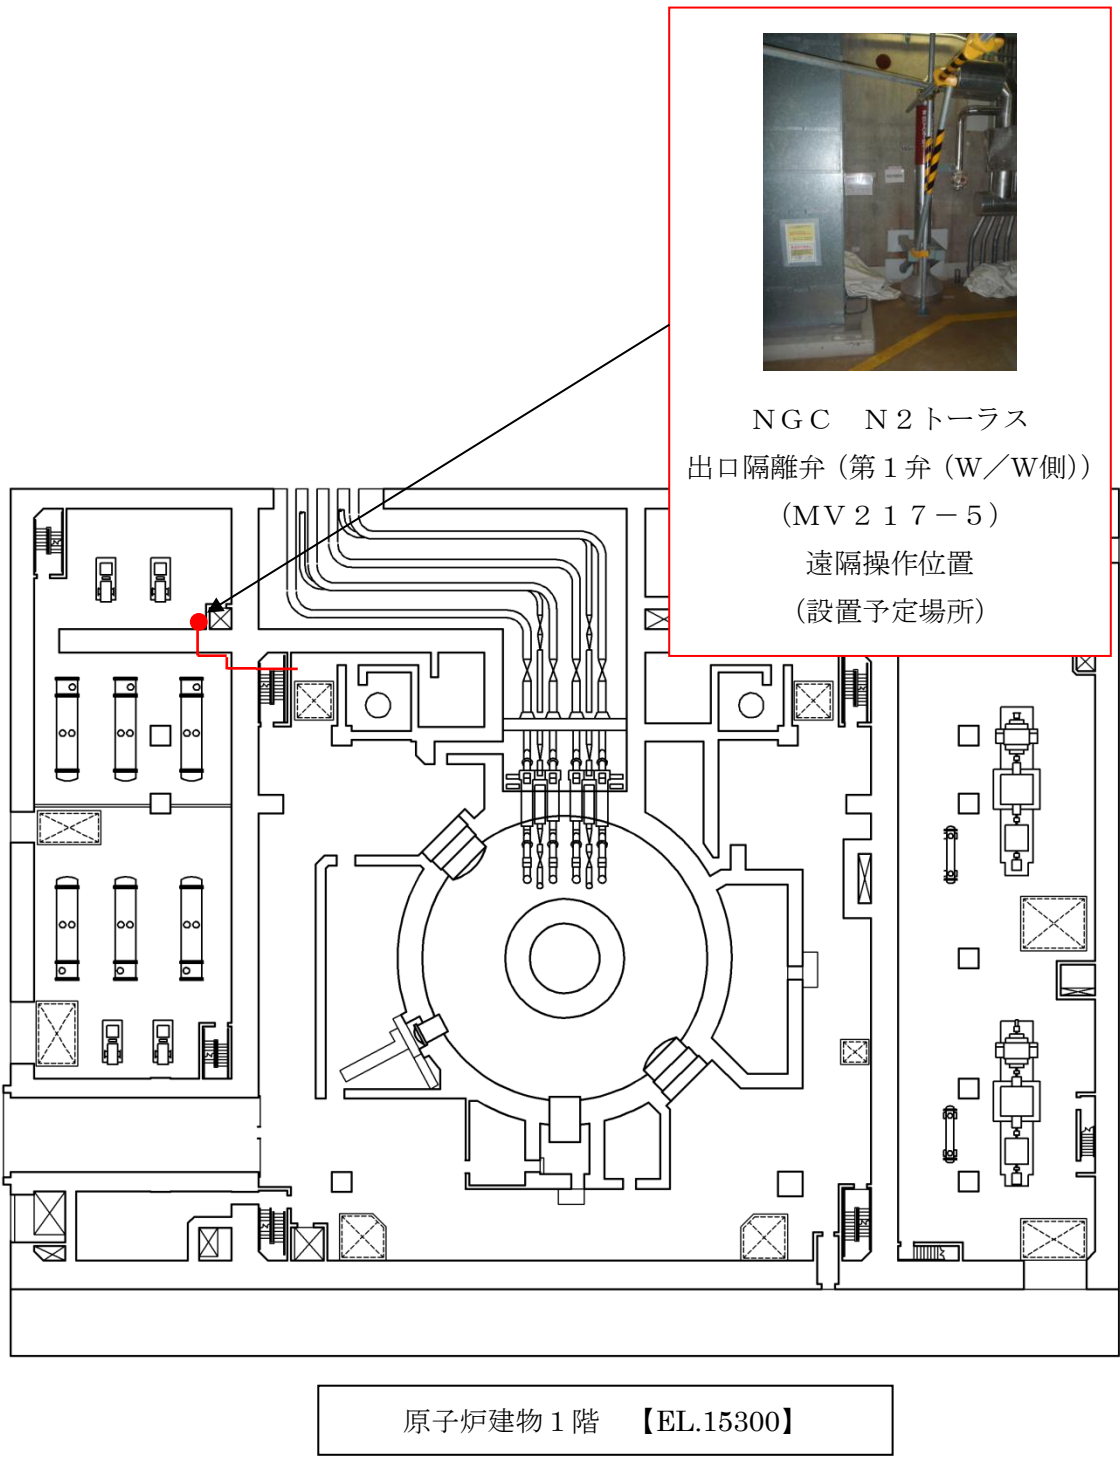 NGC　N2トーラス
出口隔離弁（第1弁（W／W側））
（MV217－5）
遠隔操作位置
（設置予定場所）
原子炉建物1階　【EL.15300】